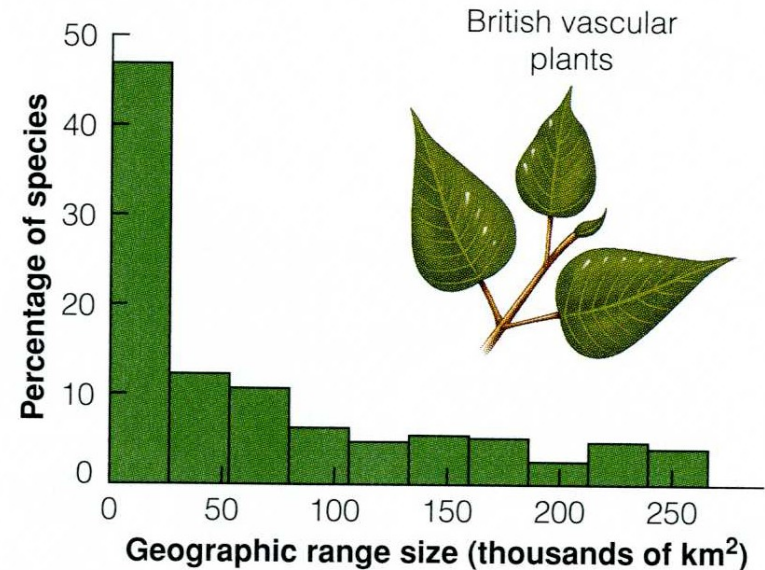 British vascular
plants
Percentage of species
50
40
30
20
10
0
0 50 100 150 200 250
Geographic range size (thousands of km²)